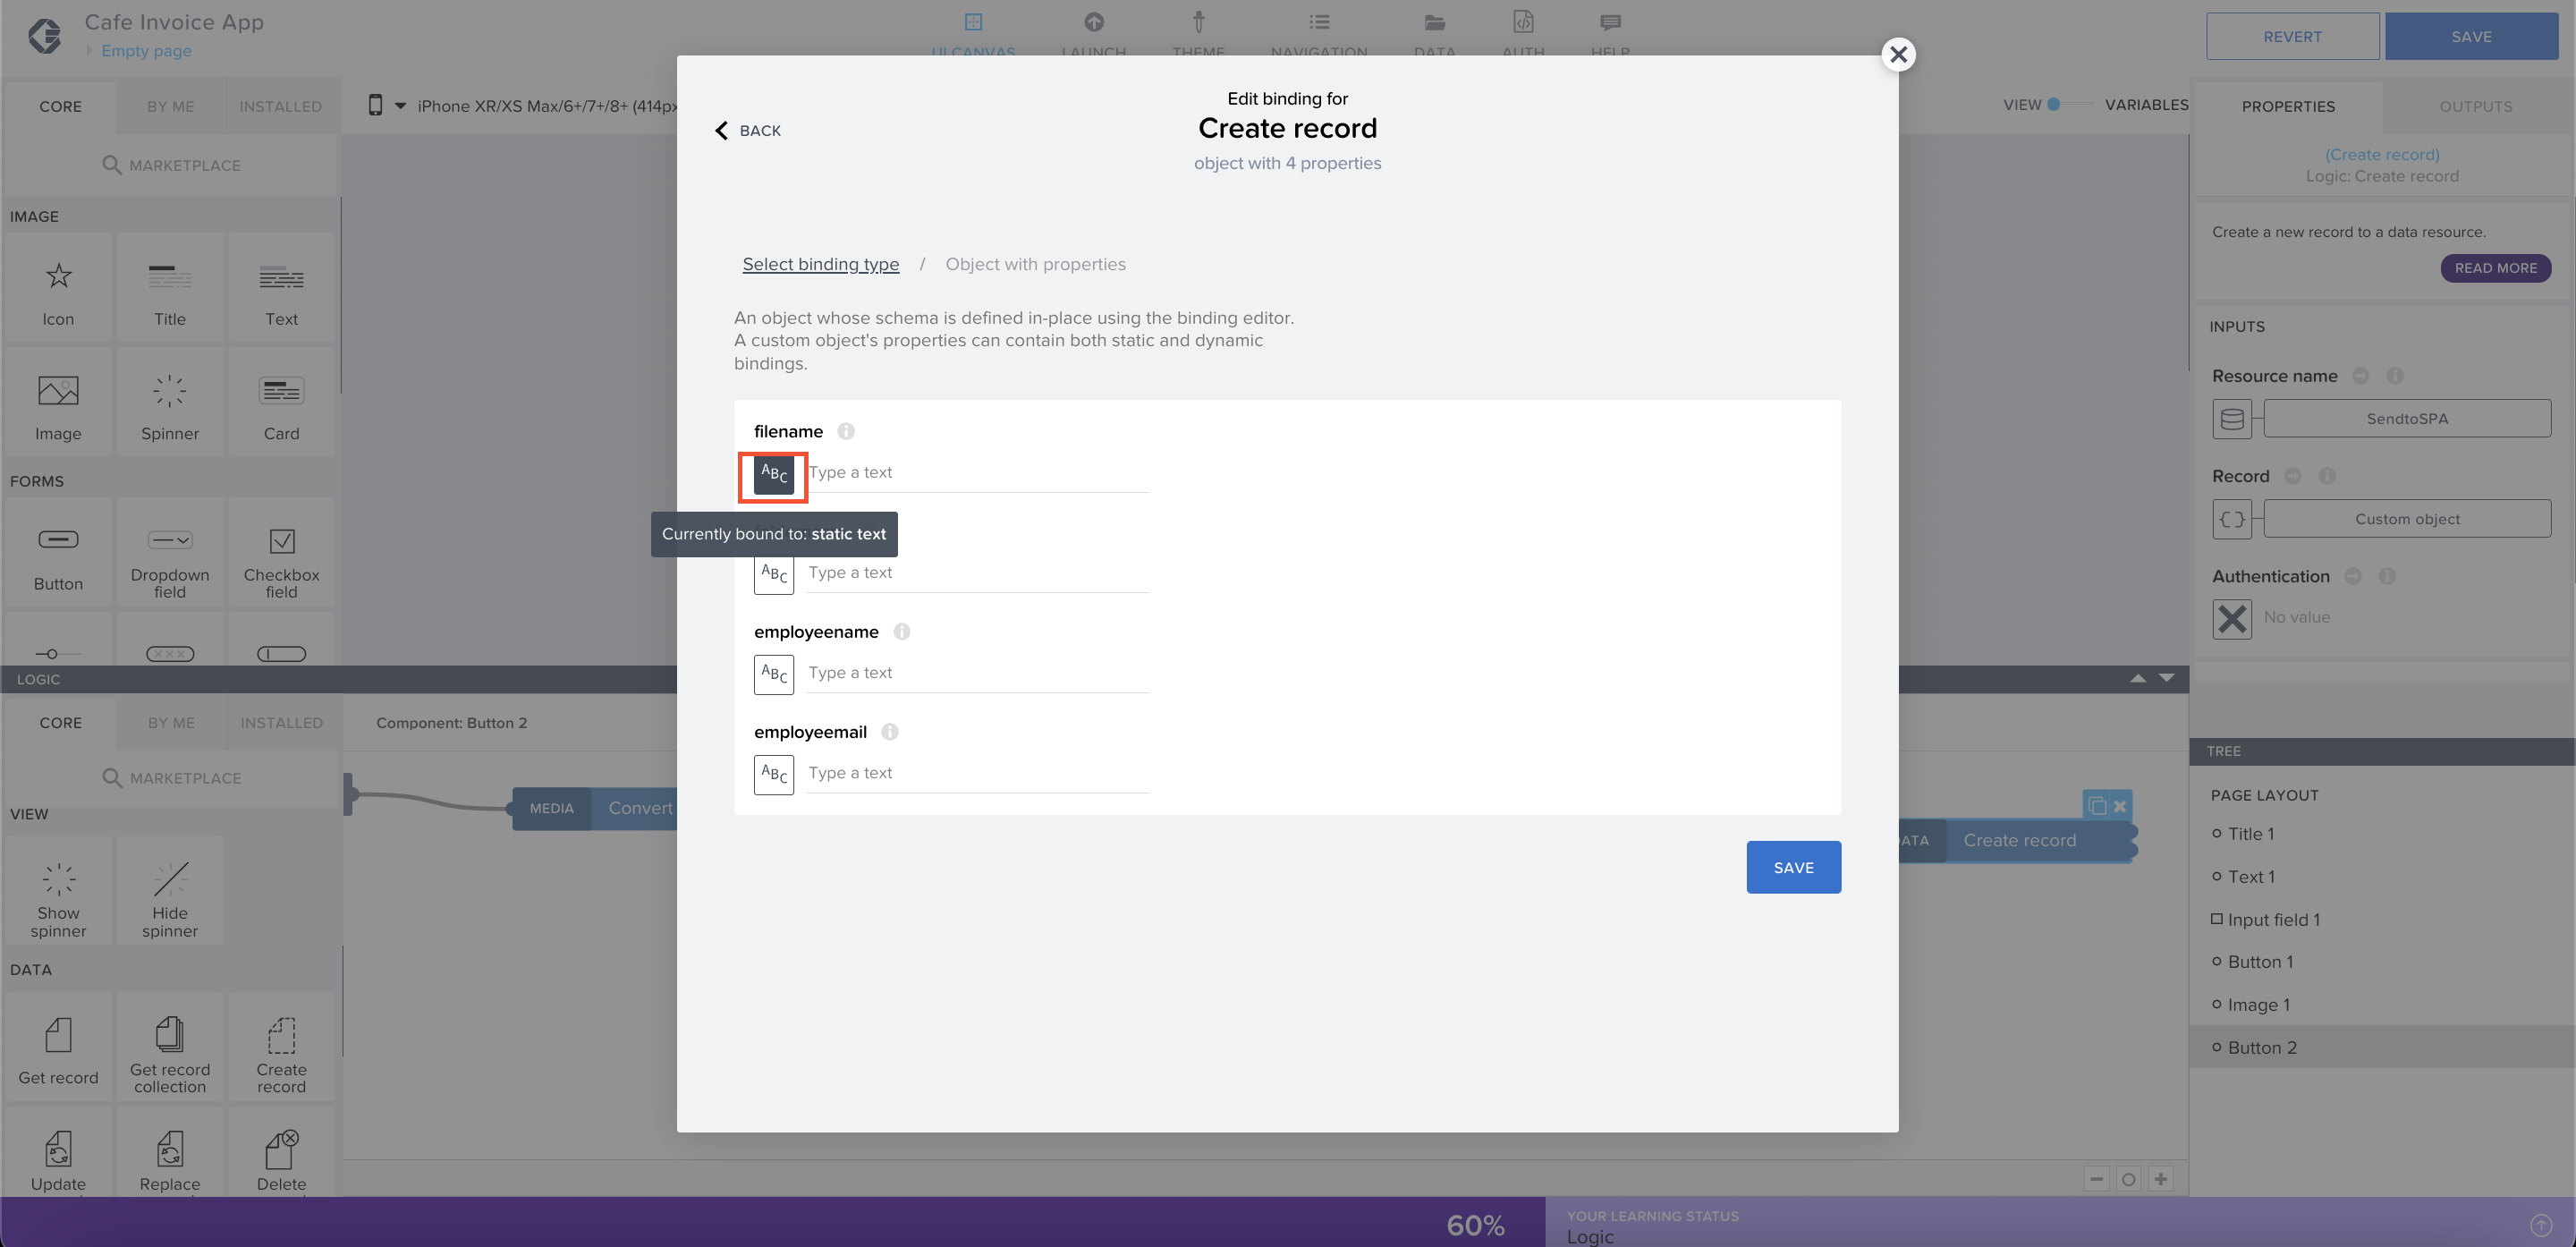 Cafe Invoice App
Empty page
UI CANVAS
LAUNCH
THEME
NAVIGATION
DATA
AUTH
HELP
REVERT
SAVE
CORE
BY ME
INSTALLED
iPhone XR/XS Max/6+/7+/8+ (414px
VIEW
VARIABLES
PROPERTIES
OUTPUTS
MARKETPLACE
(Create record)
Logic: Create record
Create a new record to a data resource.
READ MORE
INPUTS
Resource name
SendtoSPA
Record
Custom object
Authentication
No value
IMAGE
Icon
Title
Text
Image
Spinner
Card
FORMS
Button
Dropdown
field
Checkbox
field
Edit binding for
Create record
object with 4 properties
BACK
Select binding type / Object with properties
An object whose schema is defined in-place using the binding editor.
A custom object's properties can contain both static and dynamic
bindings.
filename
ABC
Type a text
Currently bound to: static text
ABC
Type a text
employeename
ABC
Type a text
employeemail
ABC
Type a text
SAVE
LOGIC
CORE
BY ME
INSTALLED
Component: Button 2
MARKETPLACE
MEDIA
Convert
ATA
Create record
VIEW
Show
spinner
Hide
spinner
DATA
Get record
Get record
collection
Create
record
Update
Replace
Delete
TREE
PAGE LAYOUT
Title 1
Text 1
Input field 1
Button 1
Image 1
Button 2
60%
YOUR LEARNING STATUS
Logic